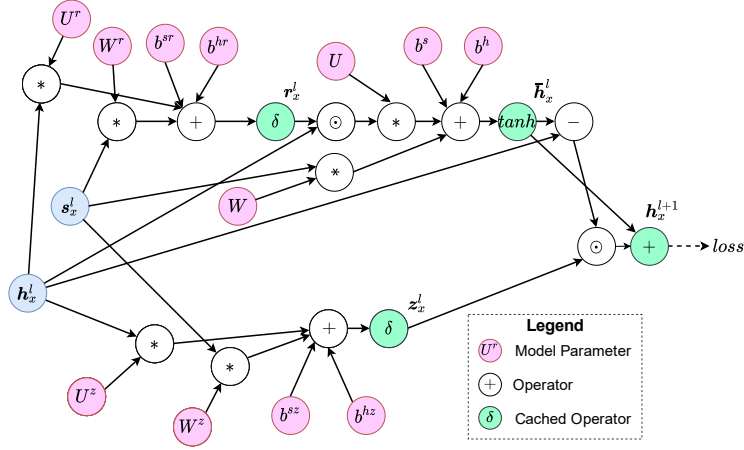 U^r
W^r
b^{sr}
b^{hr}
U
b^s
b^h
*
r_x^l
\bar{h}_x^l
*
+
δ
⊙
*
+
tanh
−
*
s_x^l
W
h_x^{l+1}
⊙
+
loss
h_x^l
z_x^l
*
*
+
δ
U^z
W^z
b^{sz}
b^{hz}
Legend
U^r Model Parameter
+ Operator
δ Cached Operator